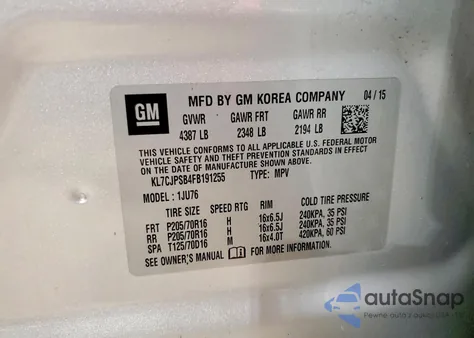 GM
MFD BY GM KOREA COMPANY 04 / 15
GVWR GAWR FRT GAWR RR
4387 LB 2348 LB 2194 LB
THIS VEHICLE CONFORMS TO ALL APPLICABLE U.S. FEDERAL MOTOR
VEHICLE SAFETY AND THEFT PREVENTION STANDARDS IN EFFECT
ON THE DATE OF MANUFACTURE SHOWN ABOVE.
KL7CJPSB4FB191255 TYPE: MPV
MODEL: 1JU76
TIRE SIZE SPEED RTG RIM COLD TIRE PRESSURE
FRT P205/70R16 H 16x6.5J 240KPA, 35 PSI
RR P205/70R16 H 16x6.5J 240KPA, 35 PSI
SPA T125/70D16 M 16x4.0T 420KPA, 60 PSI
SEE OWNER'S MANUAL FOR MORE INFORMATION.
autoSnap
Pewne auta z aukcji USA